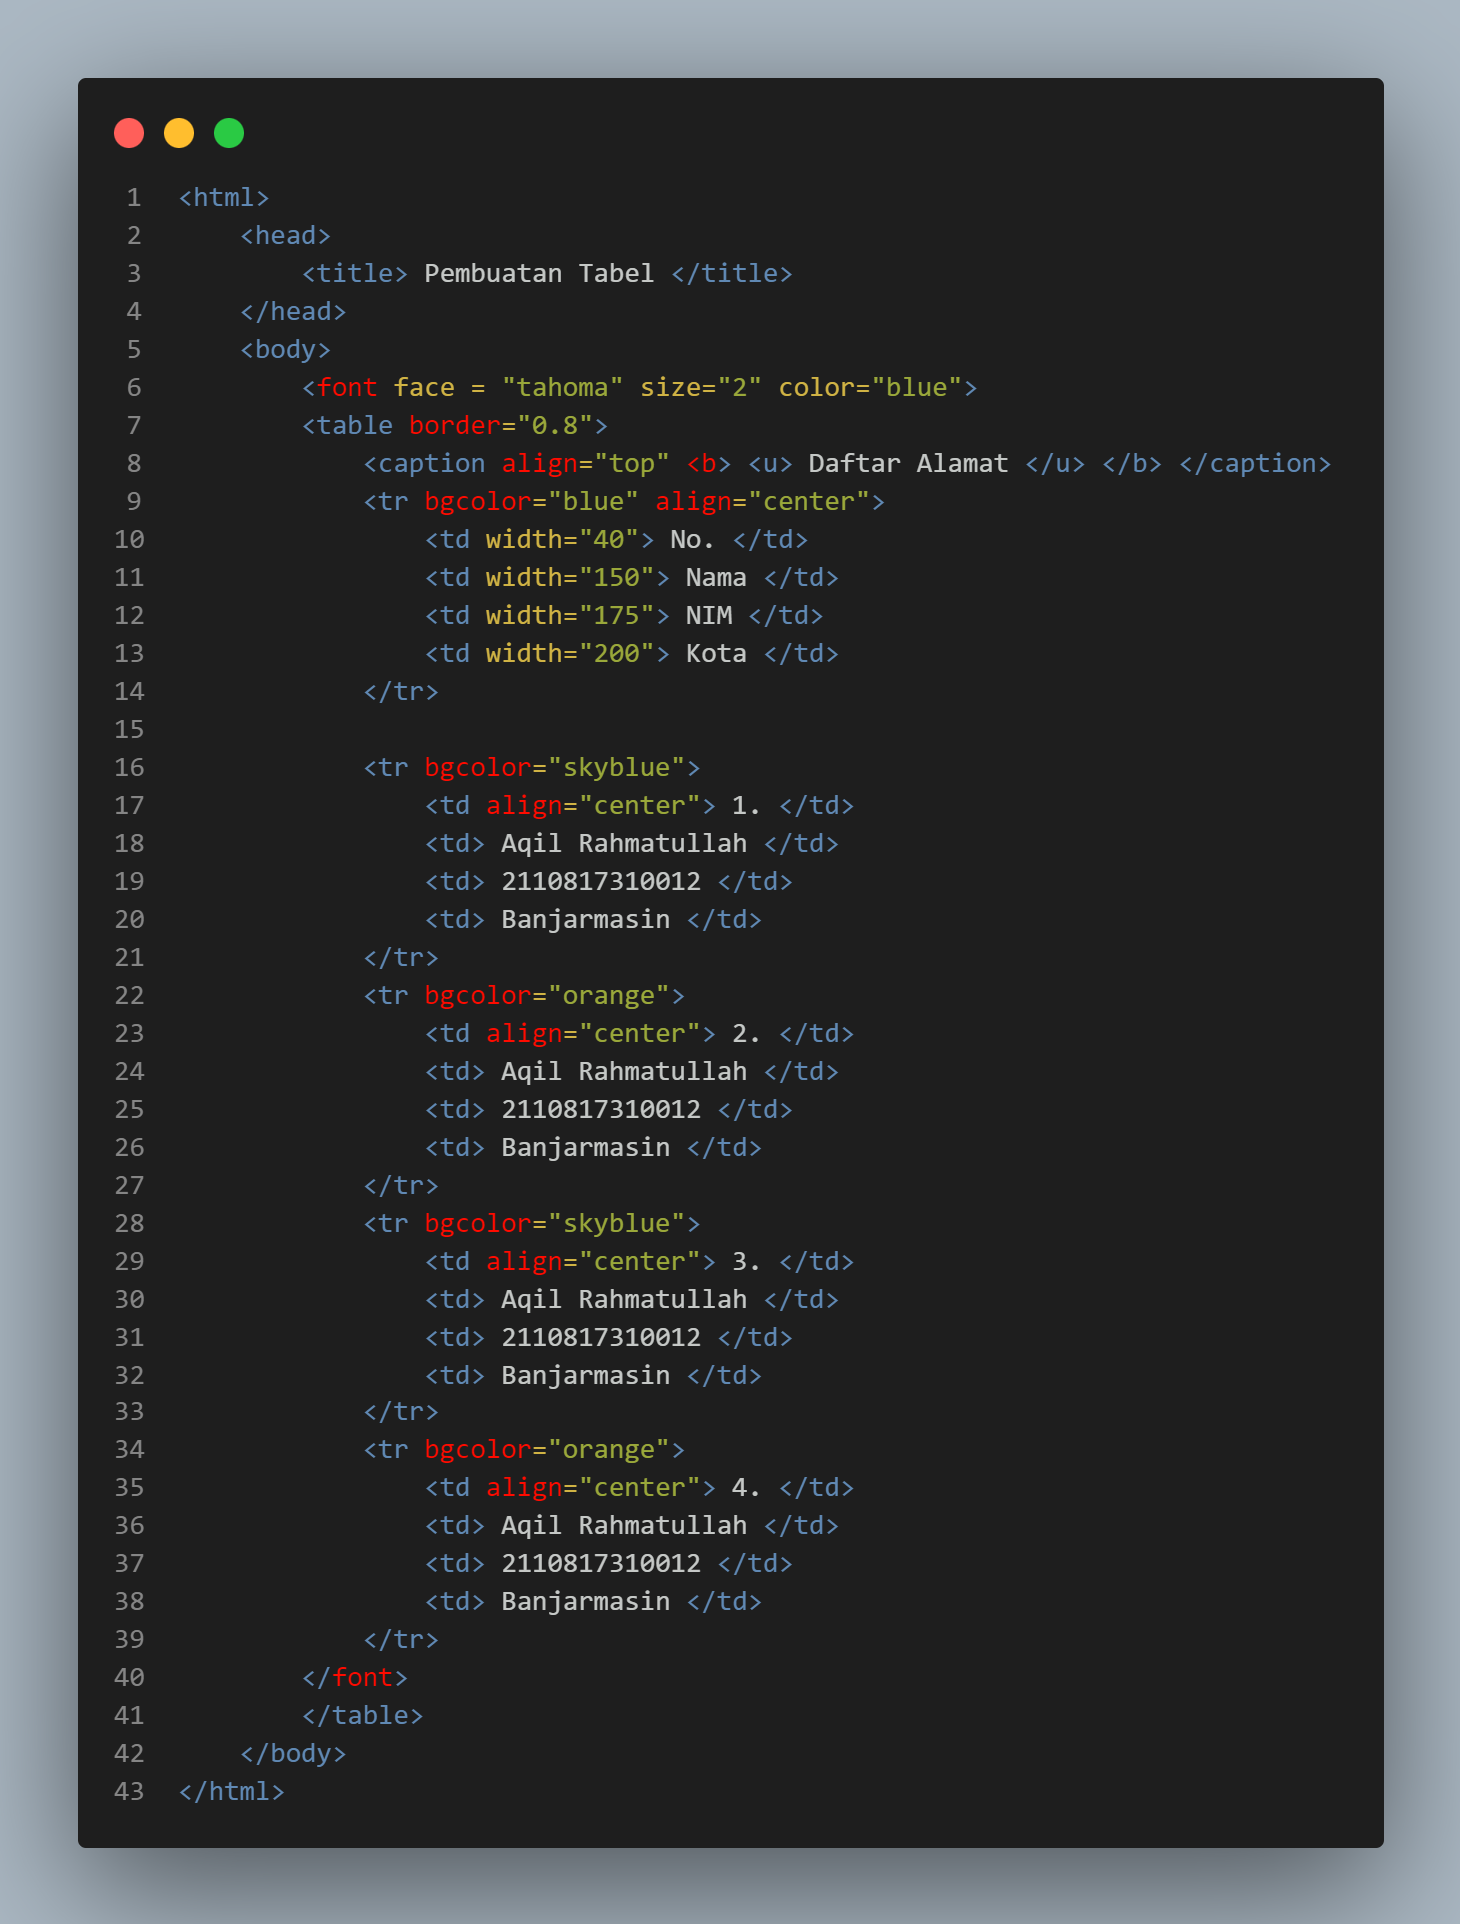 1 <html>
2     <head>
3         <title> Pembuatan Tabel </title>
4     </head>
5     <body>
6         <font face = "tahoma" size="2" color="blue">
7         <table border="0.8">
8             <caption align="top" <b> <u> Daftar Alamat </u> </b> </caption>
9             <tr bgcolor="blue" align="center">
10                 <td width="40"> No. </td>
11                 <td width="150"> Nama </td>
12                 <td width="175"> NIM </td>
13                 <td width="200"> Kota </td>
14             </tr>
15
16             <tr bgcolor="skyblue">
17                 <td align="center"> 1. </td>
18                 <td> Aqil Rahmatullah </td>
19                 <td> 2110817310012 </td>
20                 <td> Banjarmasin </td>
21             </tr>
22             <tr bgcolor="orange">
23                 <td align="center"> 2. </td>
24                 <td> Aqil Rahmatullah </td>
25                 <td> 2110817310012 </td>
26                 <td> Banjarmasin </td>
27             </tr>
28             <tr bgcolor="skyblue">
29                 <td align="center"> 3. </td>
30                 <td> Aqil Rahmatullah </td>
31                 <td> 2110817310012 </td>
32                 <td> Banjarmasin </td>
33             </tr>
34             <tr bgcolor="orange">
35                 <td align="center"> 4. </td>
36                 <td> Aqil Rahmatullah </td>
37                 <td> 2110817310012 </td>
38                 <td> Banjarmasin </td>
39             </tr>
40         </font>
41         </table>
42     </body>
43 </html>